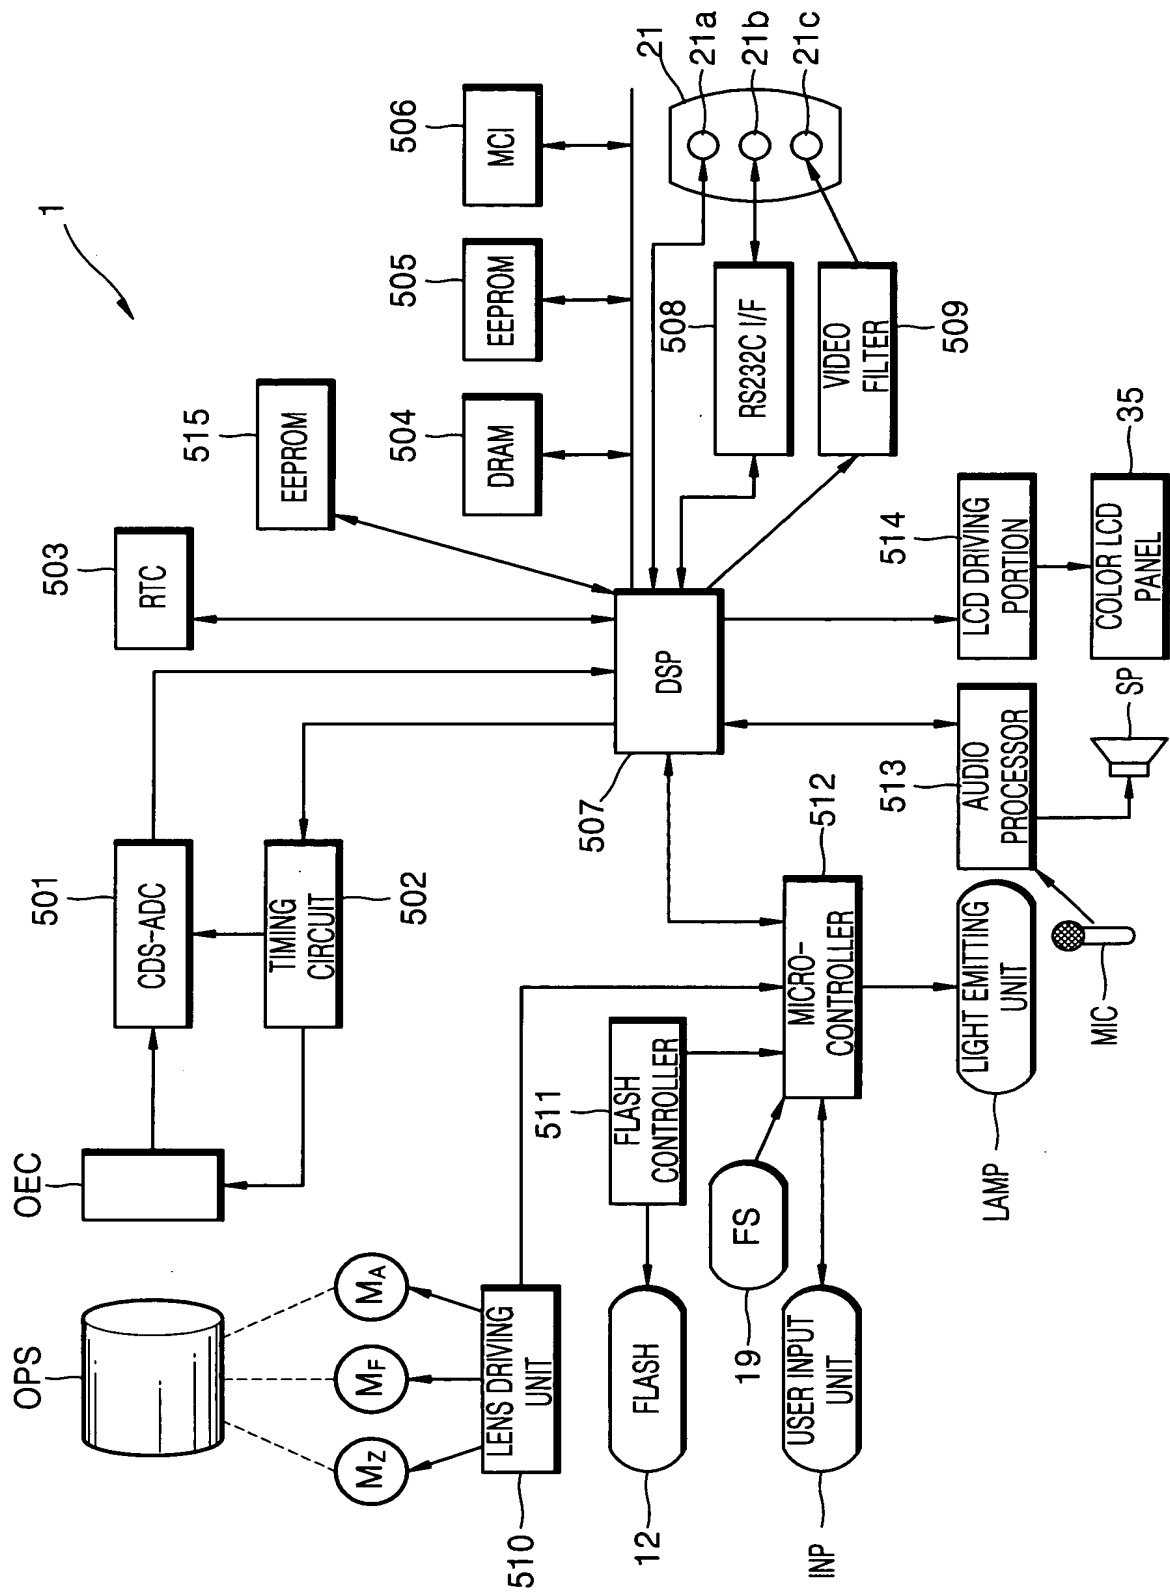 1
OPS
OEC
501
CDS-ADC
503
RTC
515
EEPROM
TIMING
CIRCUIT
502
MA
MF
MZ
LENS DRIVING
UNIT
510
504
DRAM
505
EEPROM
506
MCI
507
DSP
21
21a
21b
21c
508
RS232C I/F
VIDEO
FILTER
509
511
FLASH
CONTROLLER
FLASH
12
FS
19
MICRO-
CONTROLLER
512
USER INPUT
UNIT
INP
LIGHT EMITTING
UNIT
LAMP
513
AUDIO
PROCESSOR
MIC
SP
514
LCD DRIVING
PORTION
COLOR LCD
PANEL
35